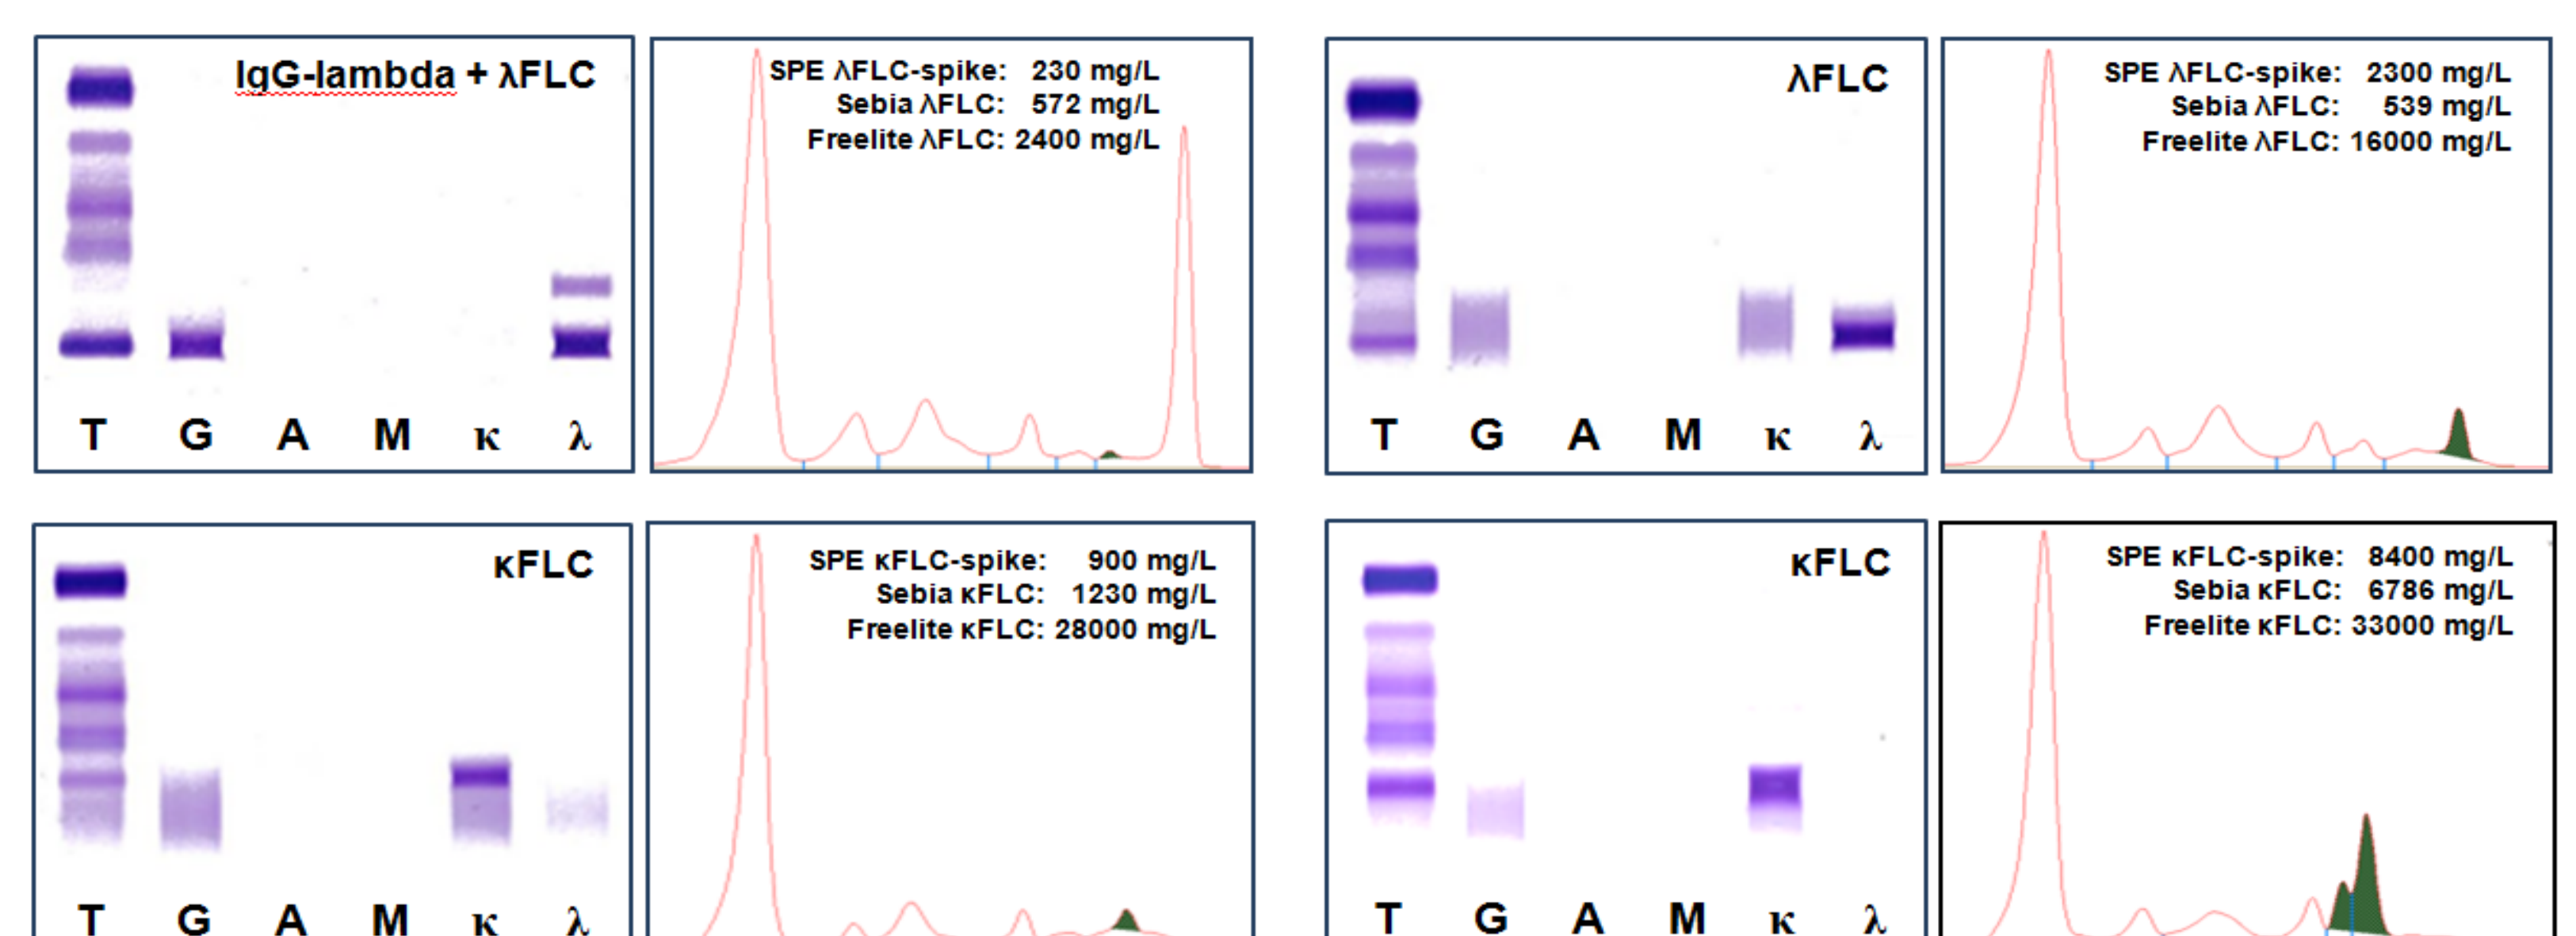 IgG-lambda + λFLC
SPE λFLC-spike: 230 mg/L
Sebia λFLC: 572 mg/L
Freelite λFLC: 2400 mg/L
T G A M κ λ
λFLC
SPE λFLC-spike: 2300 mg/L
Sebia λFLC: 539 mg/L
Freelite λFLC: 16000 mg/L
T G A M κ λ
κFLC
SPE κFLC-spike: 900 mg/L
Sebia κFLC: 1230 mg/L
Freelite κFLC: 28000 mg/L
T G A M κ λ
κFLC
SPE κFLC-spike: 8400 mg/L
Sebia κFLC: 6786 mg/L
Freelite κFLC: 33000 mg/L
T G A M κ λ